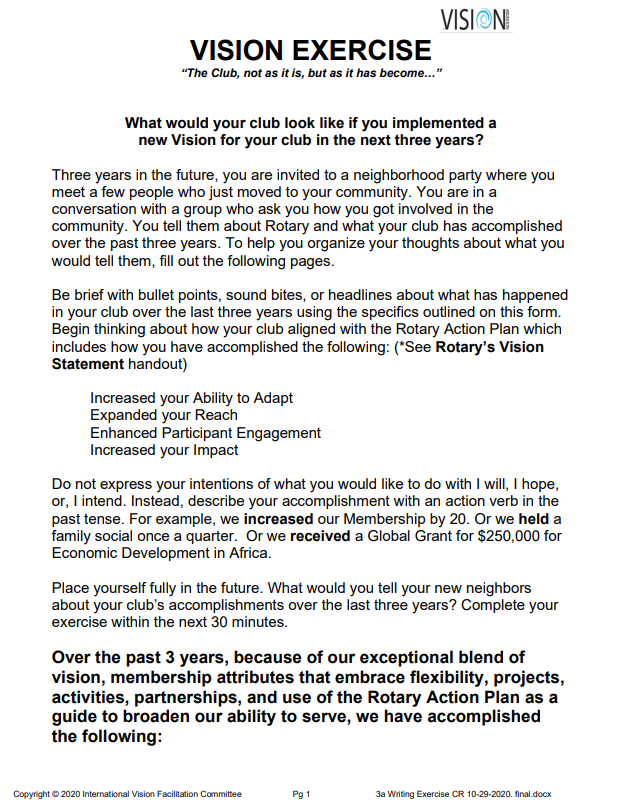 VISION
VISION EXERCISE
“The Club, not as it is, but as it has become…”
What would your club look like if you implemented a
new Vision for your club in the next three years?
Three years in the future, you are invited to a neighborhood party where you
meet a few people who just moved to your community. You are in a
conversation with a group who ask you how you got involved in the
community. You tell them about Rotary and what your club has accomplished
over the past three years. To help you organize your thoughts about what you
would tell them, fill out the following pages.
Be brief with bullet points, sound bites, or headlines about what has happened
in your club over the last three years using the specifics outlined on this form.
Begin thinking about how your club aligned with the Rotary Action Plan which
includes how you have accomplished the following: (*See Rotary’s Vision
Statement handout)
Increased your Ability to Adapt
Expanded your Reach
Enhanced Participant Engagement
Increased your Impact
Do not express your intentions of what you would like to do with I will, I hope,
or, I intend. Instead, describe your accomplishment with an action verb in the
past tense. For example, we increased our Membership by 20. Or we held a
family social once a quarter. Or we received a Global Grant for $250,000 for
Economic Development in Africa.
Place yourself fully in the future. What would you tell your new neighbors
about your club’s accomplishments over the last three years? Complete your
exercise within the next 30 minutes.
Over the past 3 years, because of our exceptional blend of
vision, membership attributes that embrace flexibility, projects,
activities, partnerships, and use of the Rotary Action Plan as a
guide to broaden our ability to serve, we have accomplished
the following:
Copyright © 2020 International Vision Facilitation Committee Pg 1 3a Writing Exercise CR 10-29-2020. final.docx